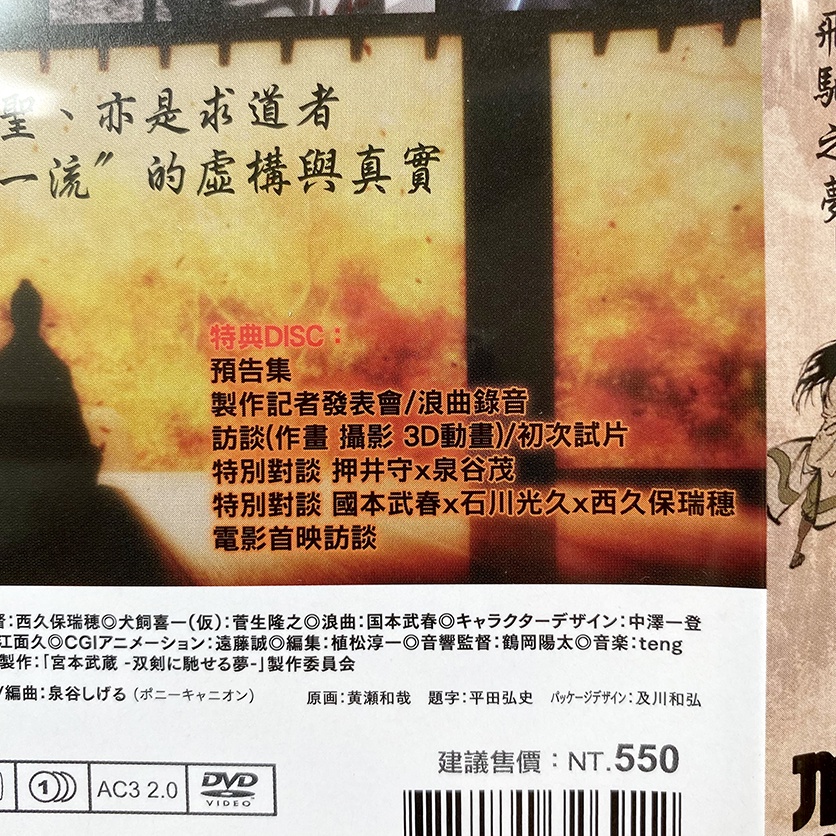 聖、亦是求道者
一流〞的虛構與真實
特典DISC：
預告集
製作記者發表會/浪曲錄音
訪談(作畫 攝影 3D動畫)/初次試片
特別對談 押井守x泉谷茂
特別對談 國本武春x石川光久x西久保瑞穗
電影首映訪談
督：西久保瑞穂◎犬飼喜一(仮)：菅生隆之◎浪曲：国本武春◎キャラクターデザイン：中澤一登
江面久◎CGIアニメーション：遠藤誠◎編集：植松淳一◎音響監督：鶴岡陽太◎音楽：teng
製作：「宮本武蔵 -双剣に馳せる夢-」製作委員会
/編曲：泉谷しげる（ポニーキャニオン）
原画：黄瀬和哉 題字：平田弘史 パッケージデザイン：及川和弘
建議售價：NT.550
1
AC3 2.0
DVD
VIDEO
飛馳之夢